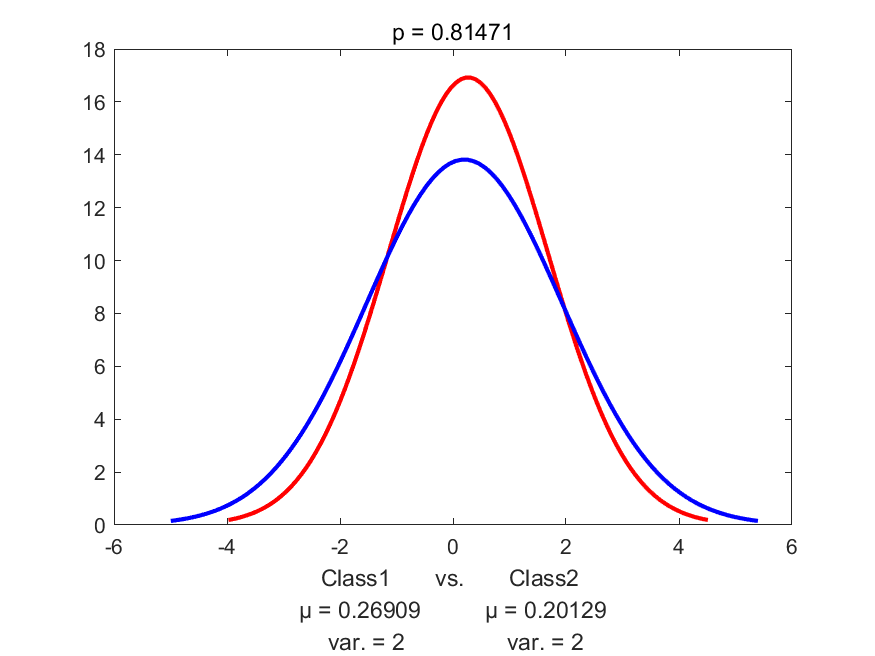 p = 0.81471
18
16
14
12
10
8
6
4
2
0
-6 -4 -2 0 2 4 6
Class1 vs. Class2
μ = 0.26909 μ = 0.20129
var. = 2 var. = 2